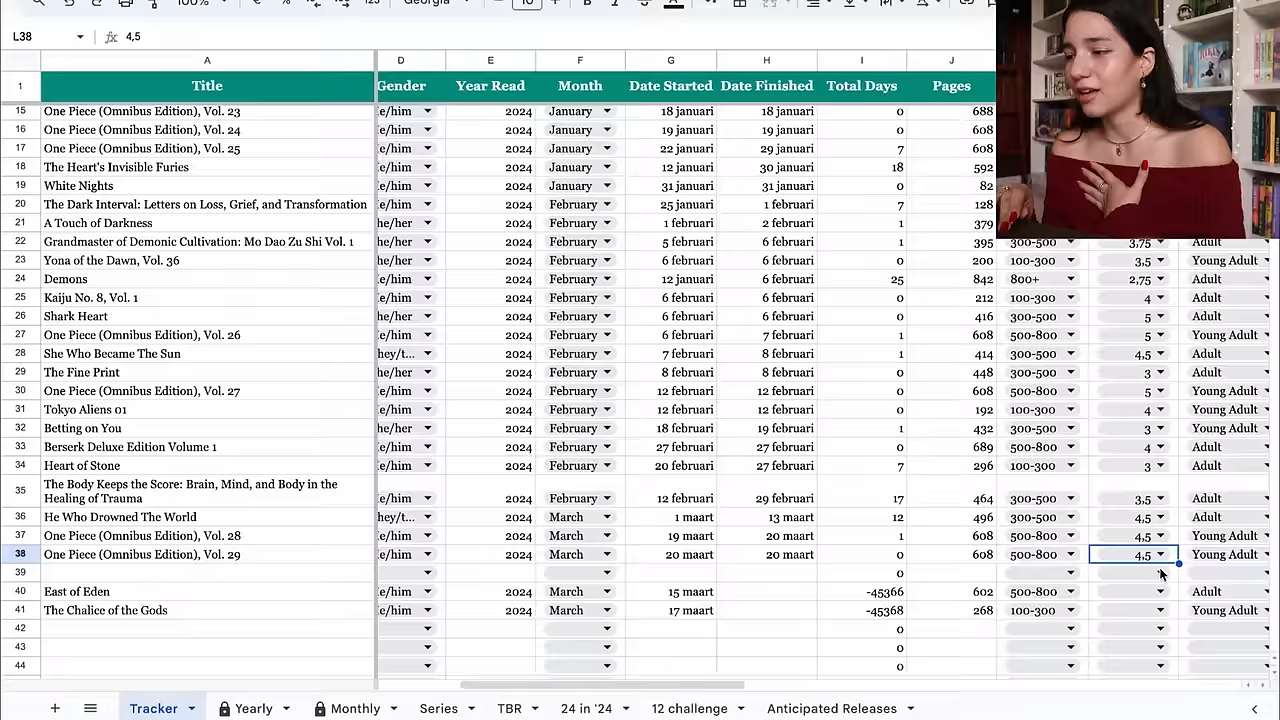 100% € % 123 Georgia 10 B I A
L38 fx 4,5
A D E F G H I J
1 Title Gender Year Read Month Date Started Date Finished Total Days Pages
15 One Piece (Omnibus Edition), Vol. 23 e/him 2024 January 18 januari 18 januari 0 688
16 One Piece (Omnibus Edition), Vol. 24 e/him 2024 January 19 januari 19 januari 0 608
17 One Piece (Omnibus Edition), Vol. 25 e/him 2024 January 22 januari 29 januari 7 608
18 The Heart's Invisible Furies e/him 2024 January 12 januari 30 januari 18 592
19 White Nights e/him 2024 January 31 januari 31 januari 0 82
20 The Dark Interval: Letters on Loss, Grief, and Transformation e/him 2024 February 25 januari 1 februari 7 128
21 A Touch of Darkness he/her 2024 February 1 februari 2 februari 1 379
22 Grandmaster of Demonic Cultivation: Mo Dao Zu Shi Vol. 1 he/her 2024 February 5 februari 6 februari 1 395 300-500 3,75 Adult
23 Yona of the Dawn, Vol. 36 he/her 2024 February 6 februari 6 februari 0 200 100-300 3,5 Young Adult
24 Demons e/him 2024 February 12 januari 6 februari 25 842 800+ 2,75 Adult
25 Kaiju No. 8, Vol. 1 e/him 2024 February 6 februari 6 februari 0 212 100-300 4 Adult
26 Shark Heart he/her 2024 February 6 februari 6 februari 0 416 300-500 5 Adult
27 One Piece (Omnibus Edition), Vol. 26 e/him 2024 February 6 februari 7 februari 1 608 500-800 5 Young Adult
28 She Who Became The Sun hey/t... 2024 February 7 februari 8 februari 1 414 300-500 4,5 Adult
29 The Fine Print he/her 2024 February 8 februari 8 februari 0 448 300-500 3 Adult
30 One Piece (Omnibus Edition), Vol. 27 e/him 2024 February 12 februari 12 februari 0 608 500-800 5 Young Adult
31 Tokyo Aliens 01 e/him 2024 February 12 februari 12 februari 0 192 100-300 4 Young Adult
32 Betting on You he/her 2024 February 18 februari 19 februari 1 432 300-500 3 Young Adult
33 Berserk Deluxe Edition Volume 1 e/him 2024 February 27 februari 27 februari 0 689 500-800 4 Adult
34 Heart of Stone e/him 2024 February 20 februari 27 februari 7 296 100-300 3 Adult
35 The Body Keeps the Score: Brain, Mind, and Body in the
Healing of Trauma e/him 2024 February 12 februari 29 februari 17 464 300-500 3,5 Adult
36 He Who Drowned The World hey/t... 2024 March 1 maart 13 maart 12 496 300-500 4,5 Adult
37 One Piece (Omnibus Edition), Vol. 28 e/him 2024 March 19 maart 20 maart 1 608 500-800 4,5 Young Adult
38 One Piece (Omnibus Edition), Vol. 29 e/him 2024 March 20 maart 20 maart 0 608 500-800 4,5 Young Adult
39 0
40 East of Eden e/him 2024 March 15 maart -45366 602 500-800 Adult
41 The Chalice of the Gods e/him 2024 March 17 maart -45368 268 100-300 Young Adult
42 0
43 0
44 0
+ Tracker Yearly Monthly Series TBR 24 in '24 12 challenge Anticipated Releases